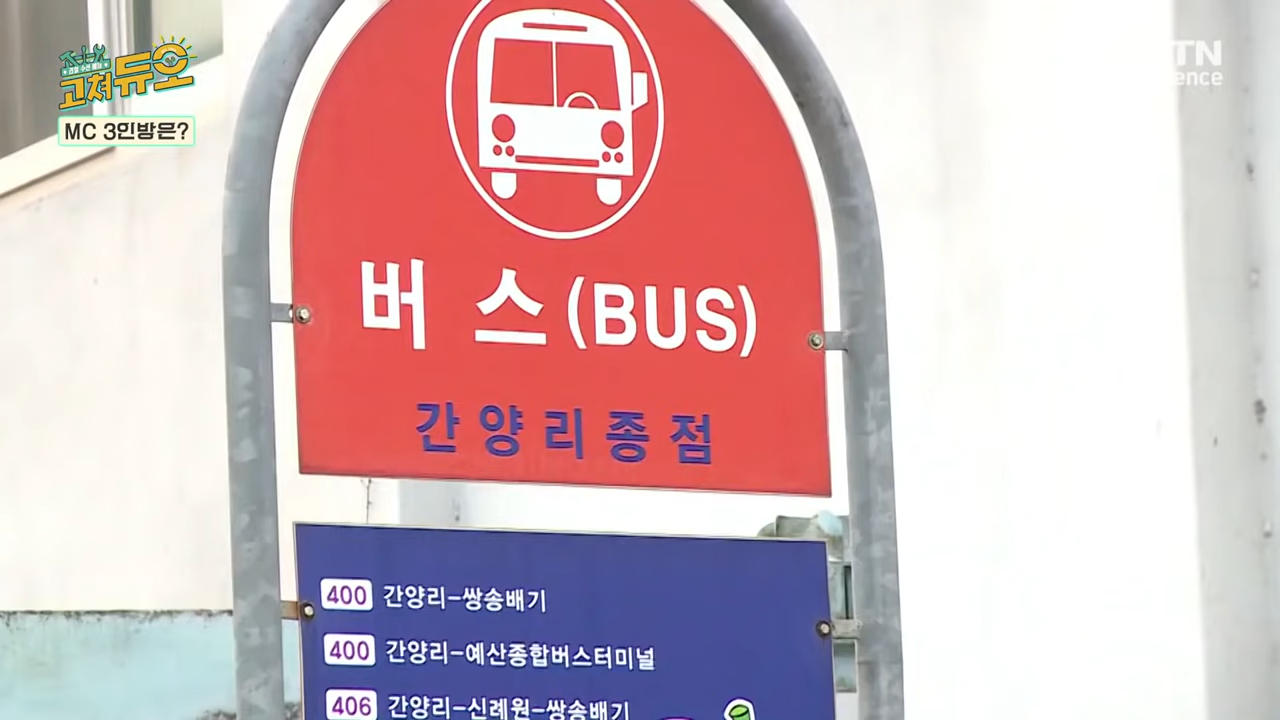 고쳐듀오
MC 3인방은?
YTN
science
버스(BUS)
간양리종점
400 간양리-쌍송배기
400 간양리-예산종합버스터미널
406 간양리-신례원-쌍송배기